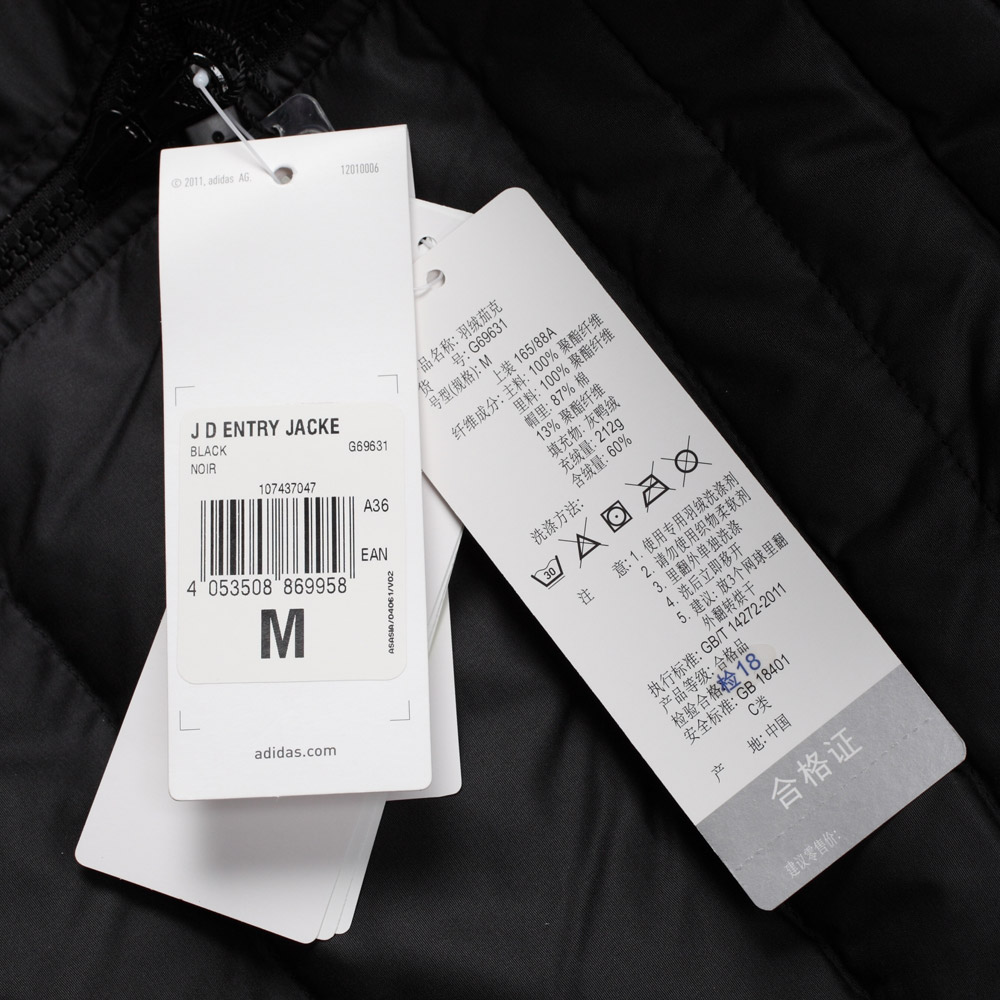 © 2011, adidas AG.
12010006
J D ENTRY JACKE
BLACK
G69631
NOIR
107437047
A36
EAN
4 053508 869958
M
ASASIA/04061/V02
adidas.com
品名称: 羽绒茄克
货 号: G69631
号型(规格): M
上装 165/88A
纤维成分: 主料: 100% 聚酯纤维
里料: 100% 聚酯纤维
帽里: 87% 棉
13% 聚酯纤维
填充物: 灰鸭绒
充绒量: 212g
含绒量: 60%
洗涤方法:
30
注 意: 1. 使用专用羽绒洗涤剂
2. 请勿使用织物柔软剂
3. 里翻外单独洗涤
4. 洗后立即移开
5. 建议: 放3个网球里翻
外翻转烘干
执行标准: GB/T 14272-2011
产品等级: 合格品
检验合格
检18
安全标准: GB 18401
C类
产 地: 中国
合格证
建议零售价: